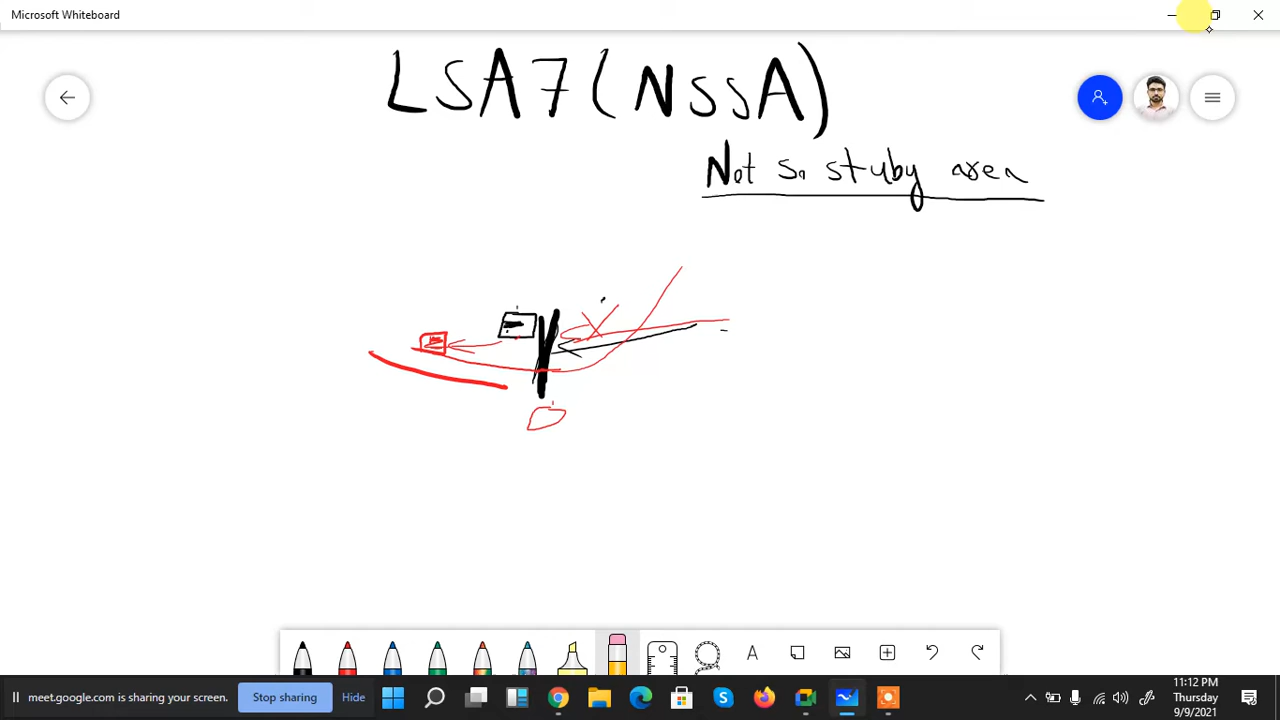 Microsoft Whiteboard
LSA7(NSSA)
Not so stuby area
meet.google.com is sharing your screen.
Stop sharing
Hide
11:12 PM
Thursday
9/9/2021